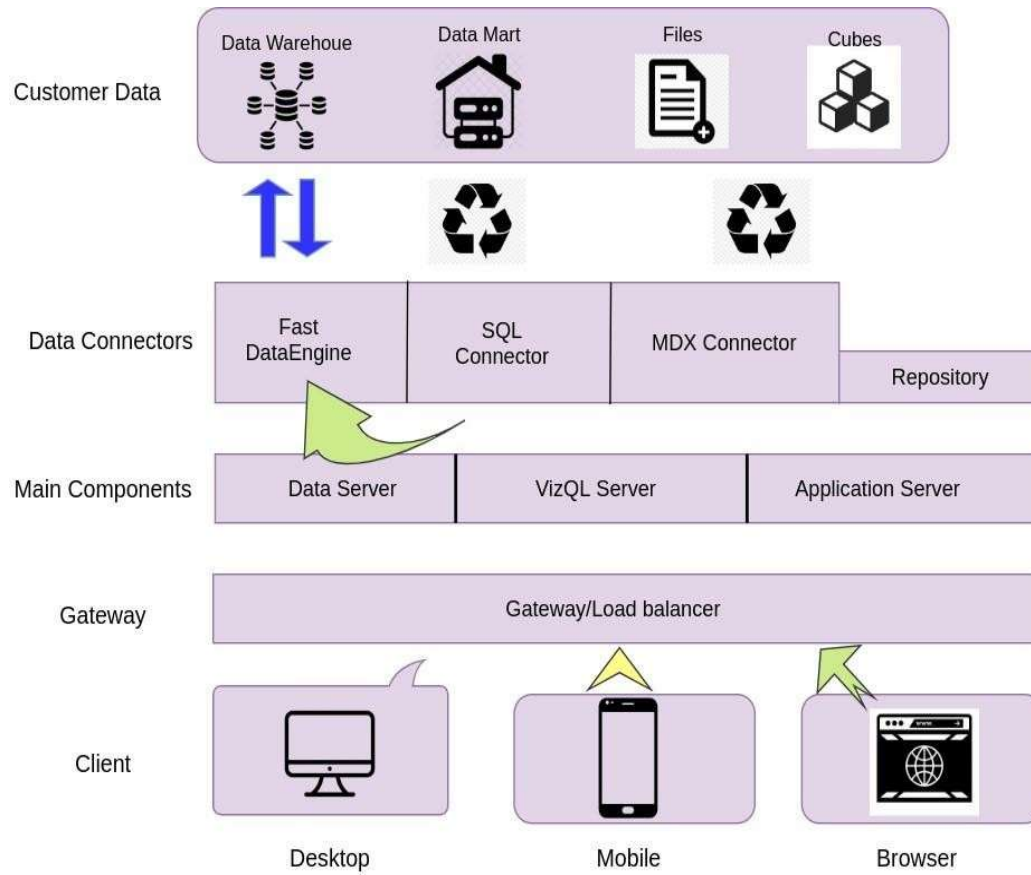 Customer Data
Data Warehoue
Data Mart
Files
Cubes
Data Connectors
Fast
DataEngine
SQL
Connector
MDX Connector
Repository
Main Components
Data Server
VizQL Server
Application Server
Gateway
Gateway/Load balancer
Client
www
Desktop
Mobile
Browser